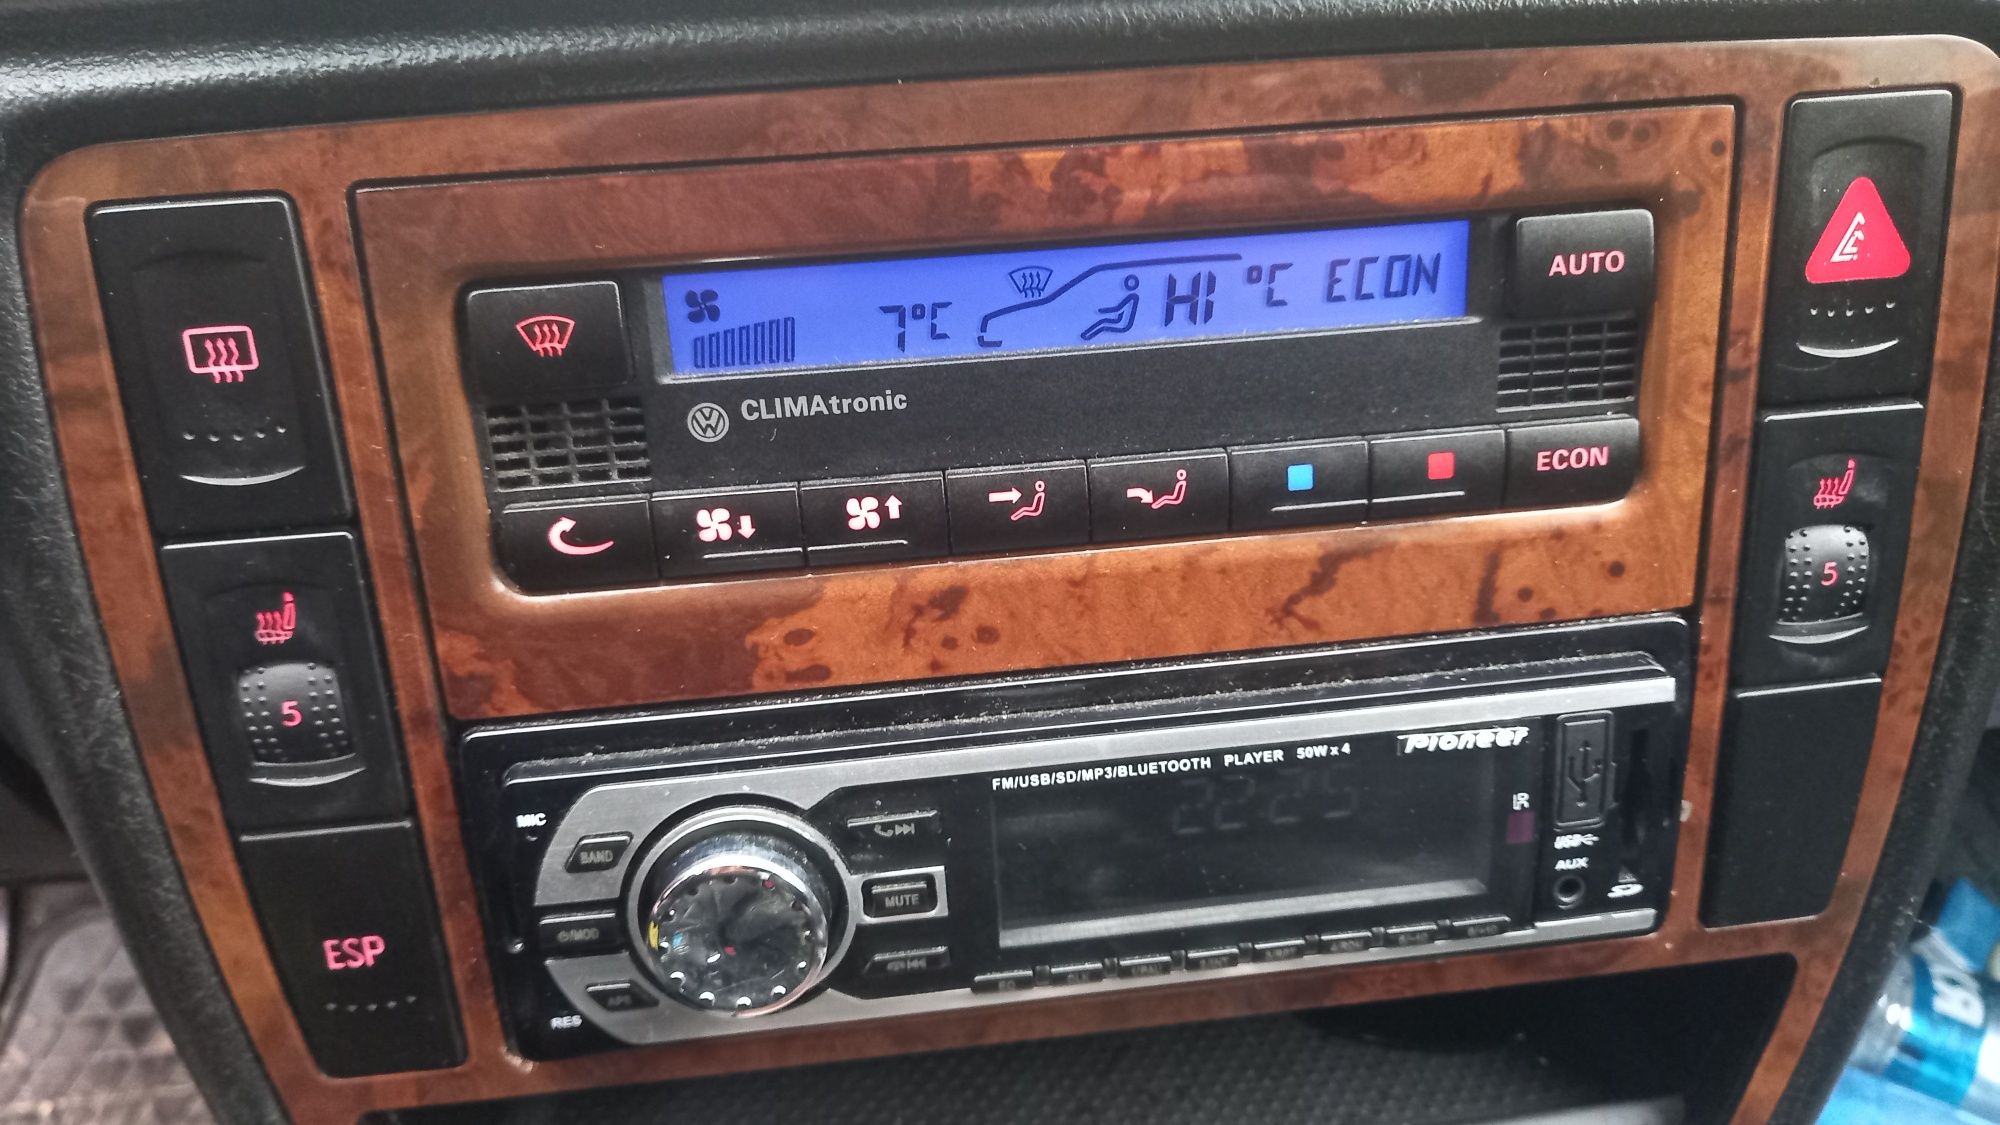 7°C HI °C ECON
AUTO
CLIMAtronic
ECON
5
5
ESP
Pioneer
FM/USB/SD/MP3/BLUETOOTH PLAYER 50W x 4
MIC
BAND
MUTE
USB
AUX
RES